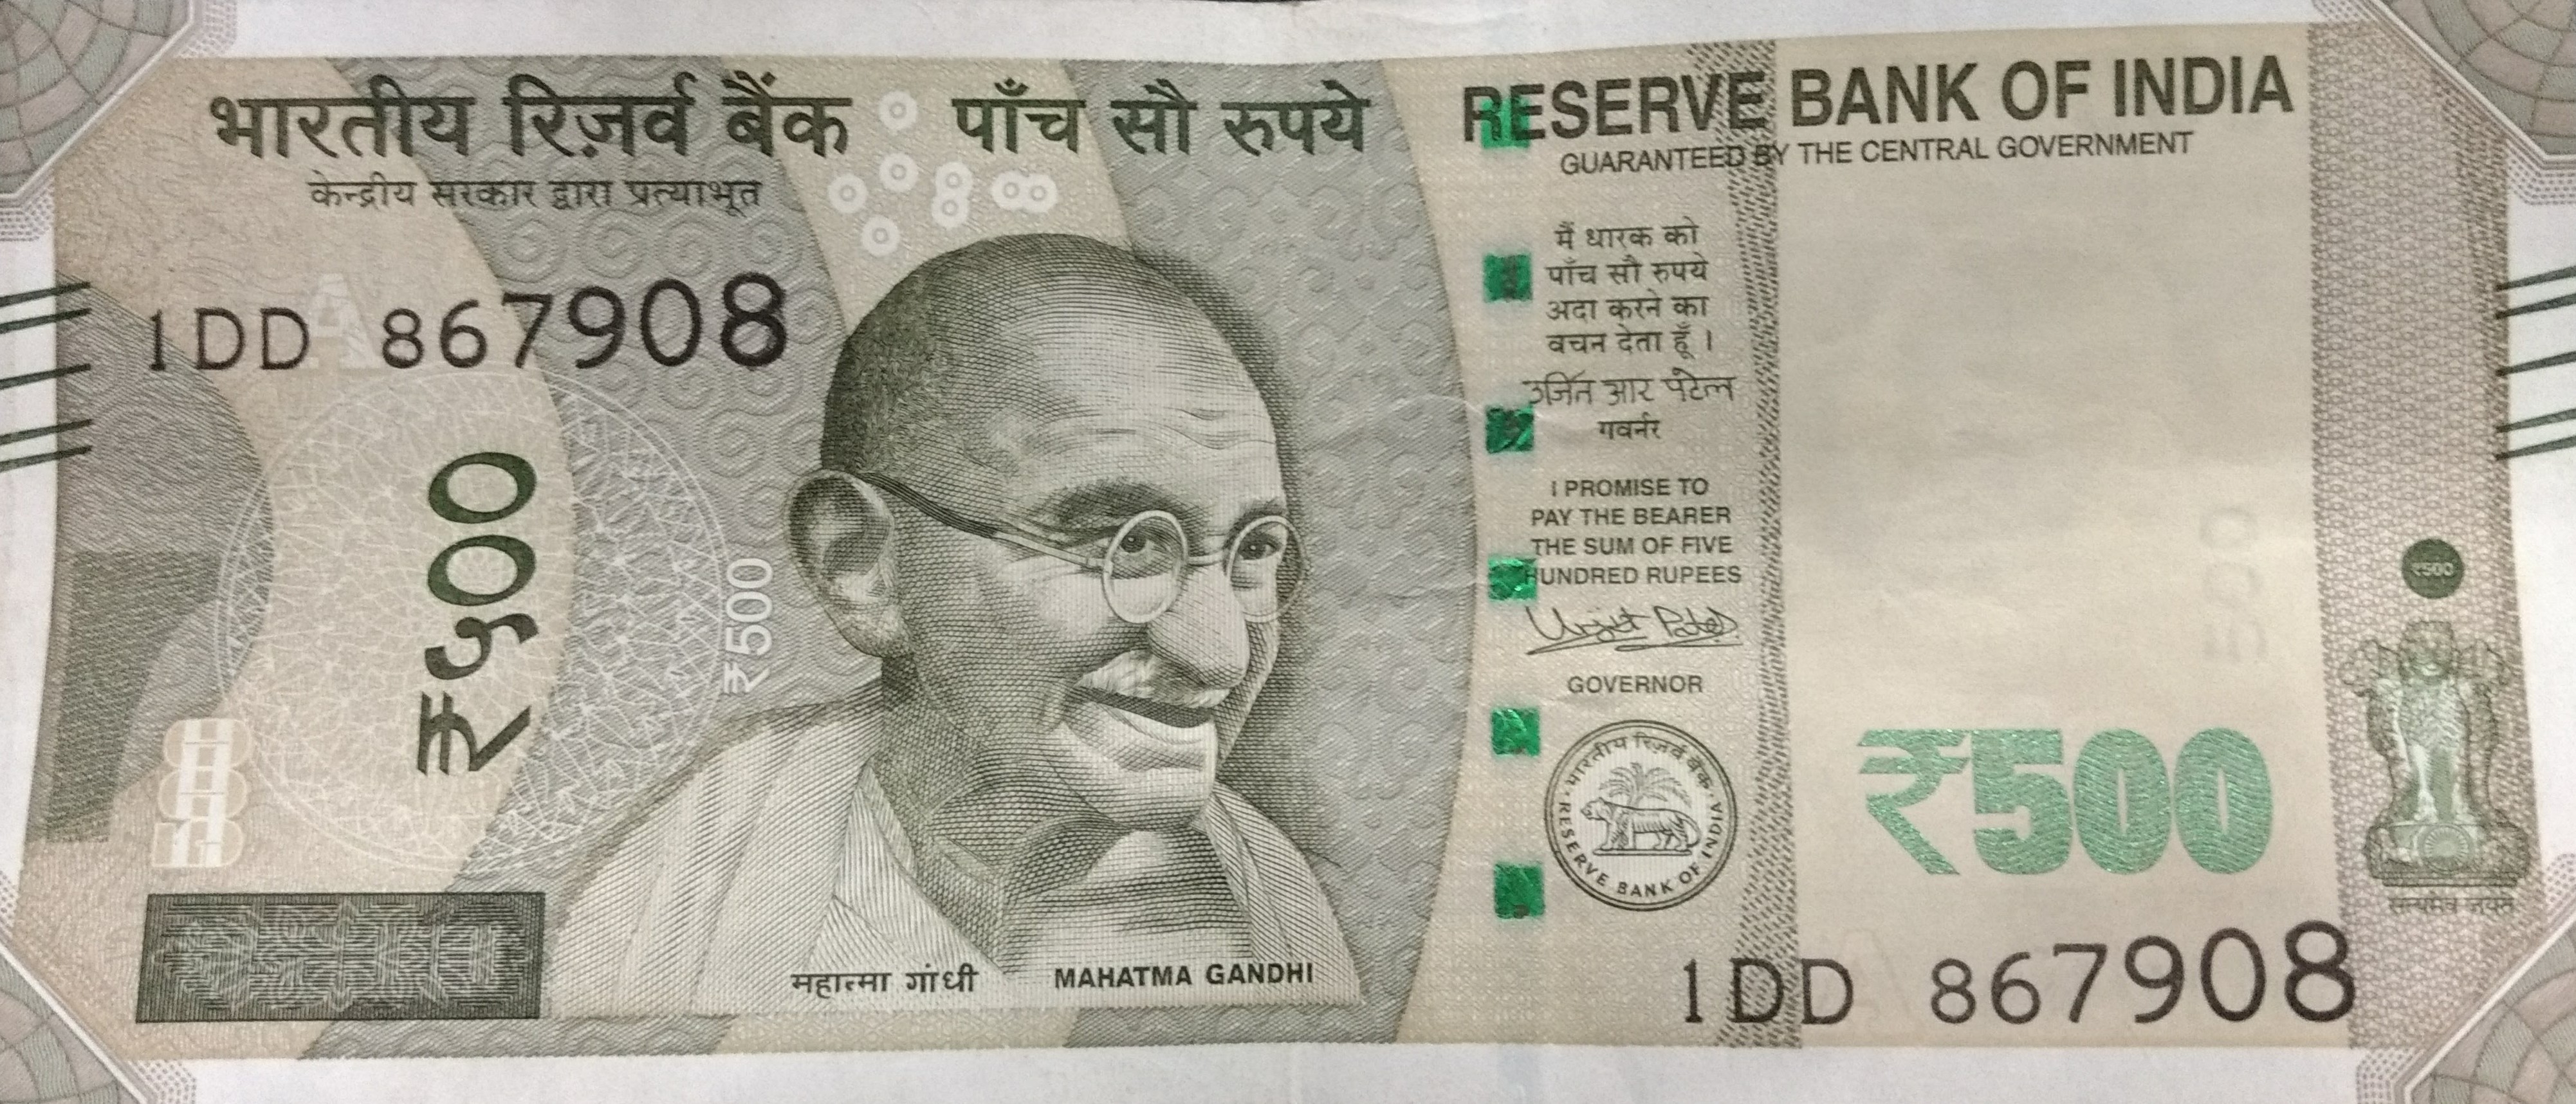 भारतीय रिज़र्व बैंक पाँच सौ रुपये
केन्द्रीय सरकार द्वारा प्रत्याभूत
RESERVE BANK OF INDIA
GUARANTEED BY THE CENTRAL GOVERNMENT
1DD 867908
₹५००
₹500
मैं धारक को
पाँच सौ रुपये
अदा करने का
वचन देता हूँ ।
उर्जित आर पटेल
गवर्नर
I PROMISE TO
PAY THE BEARER
THE SUM OF FIVE
HUNDRED RUPEES
Urjit Patel
GOVERNOR
भारतीय रिज़र्व बैंक
RESERVE BANK OF INDIA
₹500
₹500
सत्यमेव जयते
महात्मा गांधी MAHATMA GANDHI
1DD 867908